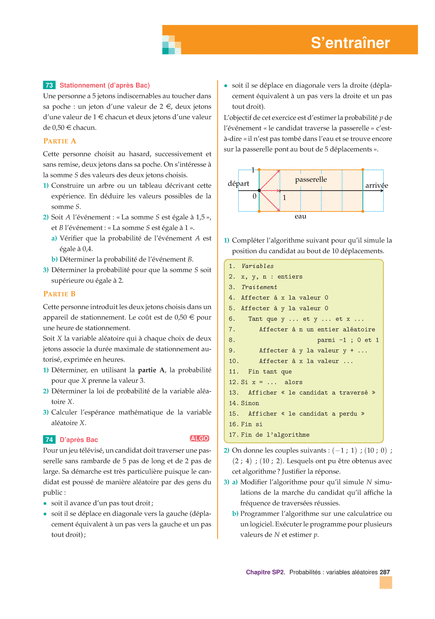 S'entraîner
73 Stationnement (d'après Bac)
Une personne a 5 jetons indiscernables au toucher dans
sa poche : un jeton d'une valeur de 2 €, deux jetons
d'une valeur de 1 € chacun et deux jetons d'une valeur
de 0,50 € chacun.
PARTIE A
Cette personne choisit au hasard, successivement et
sans remise, deux jetons dans sa poche. On s'intéresse à
la somme S des valeurs des deux jetons choisis.
1) Construire un arbre ou un tableau décrivant cette
expérience. En déduire les valeurs possibles de la
somme S.
2) Soit A l'événement : « La somme S est égale à 1,5 »,
et B l'événement : « La somme S est égale à 1 ».
a) Vérifier que la probabilité de l'événement A est
égale à 0,4.
b) Déterminer la probabilité de l'événement B.
3) Déterminer la probabilité pour que la somme S soit
supérieure ou égale à 2.
PARTIE B
Cette personne introduit les deux jetons choisis dans un
appareil de stationnement. Le coût est de 0,50 € pour
une heure de stationnement.
Soit X la variable aléatoire qui à chaque choix de deux
jetons associe la durée maximale de stationnement au-
torisé, exprimée en heures.
1) Déterminer, en utilisant la partie A, la probabilité
pour que X prenne la valeur 3.
2) Déterminer la loi de probabilité de la variable aléa-
toire X.
3) Calculer l'espérance mathématique de la variable
aléatoire X.
74 D'après Bac ALGO
Pour un jeu télévisé, un candidat doit traverser une pas-
serelle sans rambarde de 5 pas de long et de 2 pas de
large. Sa démarche est très particulière puisque le can-
didat est poussé de manière aléatoire par des gens du
public :
• soit il avance d'un pas tout droit ;
• soit il se déplace en diagonale vers la gauche (dépla-
cement équivalent à un pas vers la gauche et un pas
tout droit) ;
• soit il se déplace en diagonale vers la droite (dépla-
cement équivalent à un pas vers la droite et un pas
tout droit).
L'objectif de cet exercice est d'estimer la probabilité p de
l'événement « le candidat traverse la passerelle » c'est-
à-dire « il n'est pas tombé dans l'eau et se trouve encore
sur la passerelle pont au bout de 5 déplacements ».
1
passerelle
départ
arrivée
0
1
eau
1) Compléter l'algorithme suivant pour qu'il simule la
position du candidat au bout de 10 déplacements.
1. Variables
2. x, y, n : entiers
3. Traitement
4. Affecter à x la valeur 0
5. Affecter à y la valeur 0
6. Tant que y ... et y ... et x ...
7. Affecter à n un entier aléatoire
8. parmi -1 ; 0 et 1
9. Affecter à y la valeur y + ...
10. Affecter à x la valeur ...
11. Fin tant que
12. Si x = ... alors
13. Afficher « le candidat a traversé »
14. Sinon
15. Afficher « le candidat a perdu »
16. Fin si
17. Fin de l'algorithme
2) On donne les couples suivants : (−1 ; 1) ; (10 ; 0) ;
(2 ; 4) ; (10 ; 2). Lesquels ont pu être obtenus avec
cet algorithme ? Justifier la réponse.
3) a) Modifier l'algorithme pour qu'il simule N simu-
lations de la marche du candidat qu'il affiche la
fréquence de traversées réussies.
b) Programmer l'algorithme sur une calculatrice ou
un logiciel. Exécuter le programme pour plusieurs
valeurs de N et estimer p.
Chapitre SP2. Probabilités : variables aléatoires 287